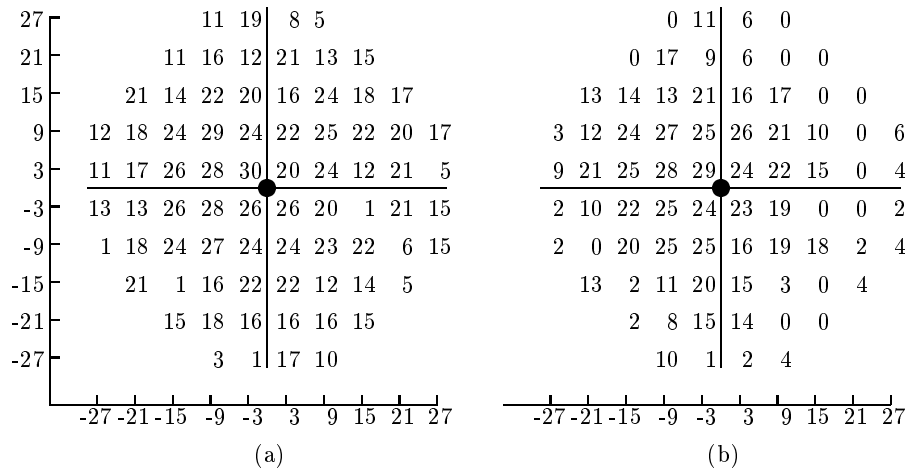 27 11 19 8 5 0 11 6 0
21 11 16 12 21 13 15 0 17 9 6 0 0
15 21 14 22 20 16 24 18 17 13 14 13 21 16 17 0 0
9 12 18 24 29 24 22 25 22 20 17 3 12 24 27 25 26 21 10 0 6
3 11 17 26 28 30 20 24 12 21 5 9 21 25 28 29 24 22 15 0 4
-3 13 13 26 28 26 26 20 1 21 15 2 10 22 25 24 23 19 0 0 2
-9 1 18 24 27 24 24 23 22 6 15 2 0 20 25 25 16 19 18 2 4
-15 21 1 16 22 22 12 14 5 13 2 11 20 15 3 0 4
-21 15 18 16 16 16 15 2 8 15 14 0 0
-27 3 1 17 10 10 1 2 4
-27 -21 -15 -9 -3 3 9 15 21 27 -27 -21 -15 -9 -3 3 9 15 21 27
(a) (b)